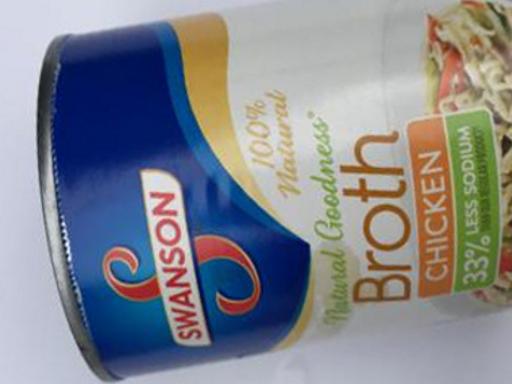 SWANSON
100%
Natural
Natural Goodness*
Broth
CHICKEN
33% LESS SODIUM